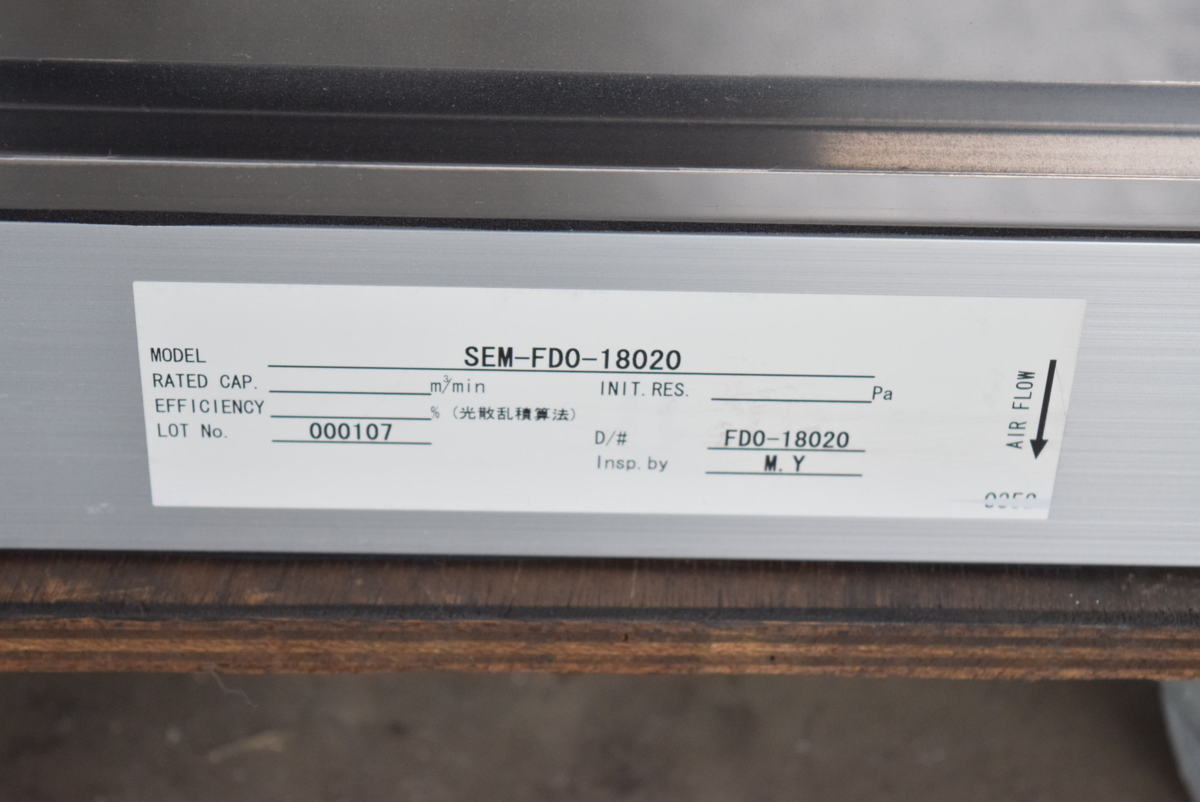 MODEL SEM-FDO-18020
RATED CAP. m³/min INIT. RES. Pa
EFFICIENCY % (光散乱積算法)
LOT No. 000107 D/# FDO-18020
Insp. by M. Y
AIR FLOW